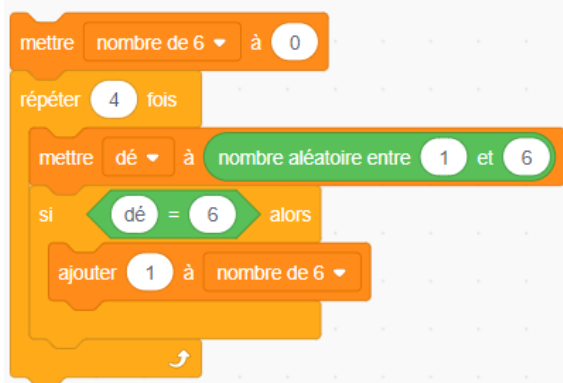 mettre nombre de 6 à 0
répéter 4 fois
mettre dé à nombre aléatoire entre 1 et 6
si dé = 6 alors
ajouter 1 à nombre de 6